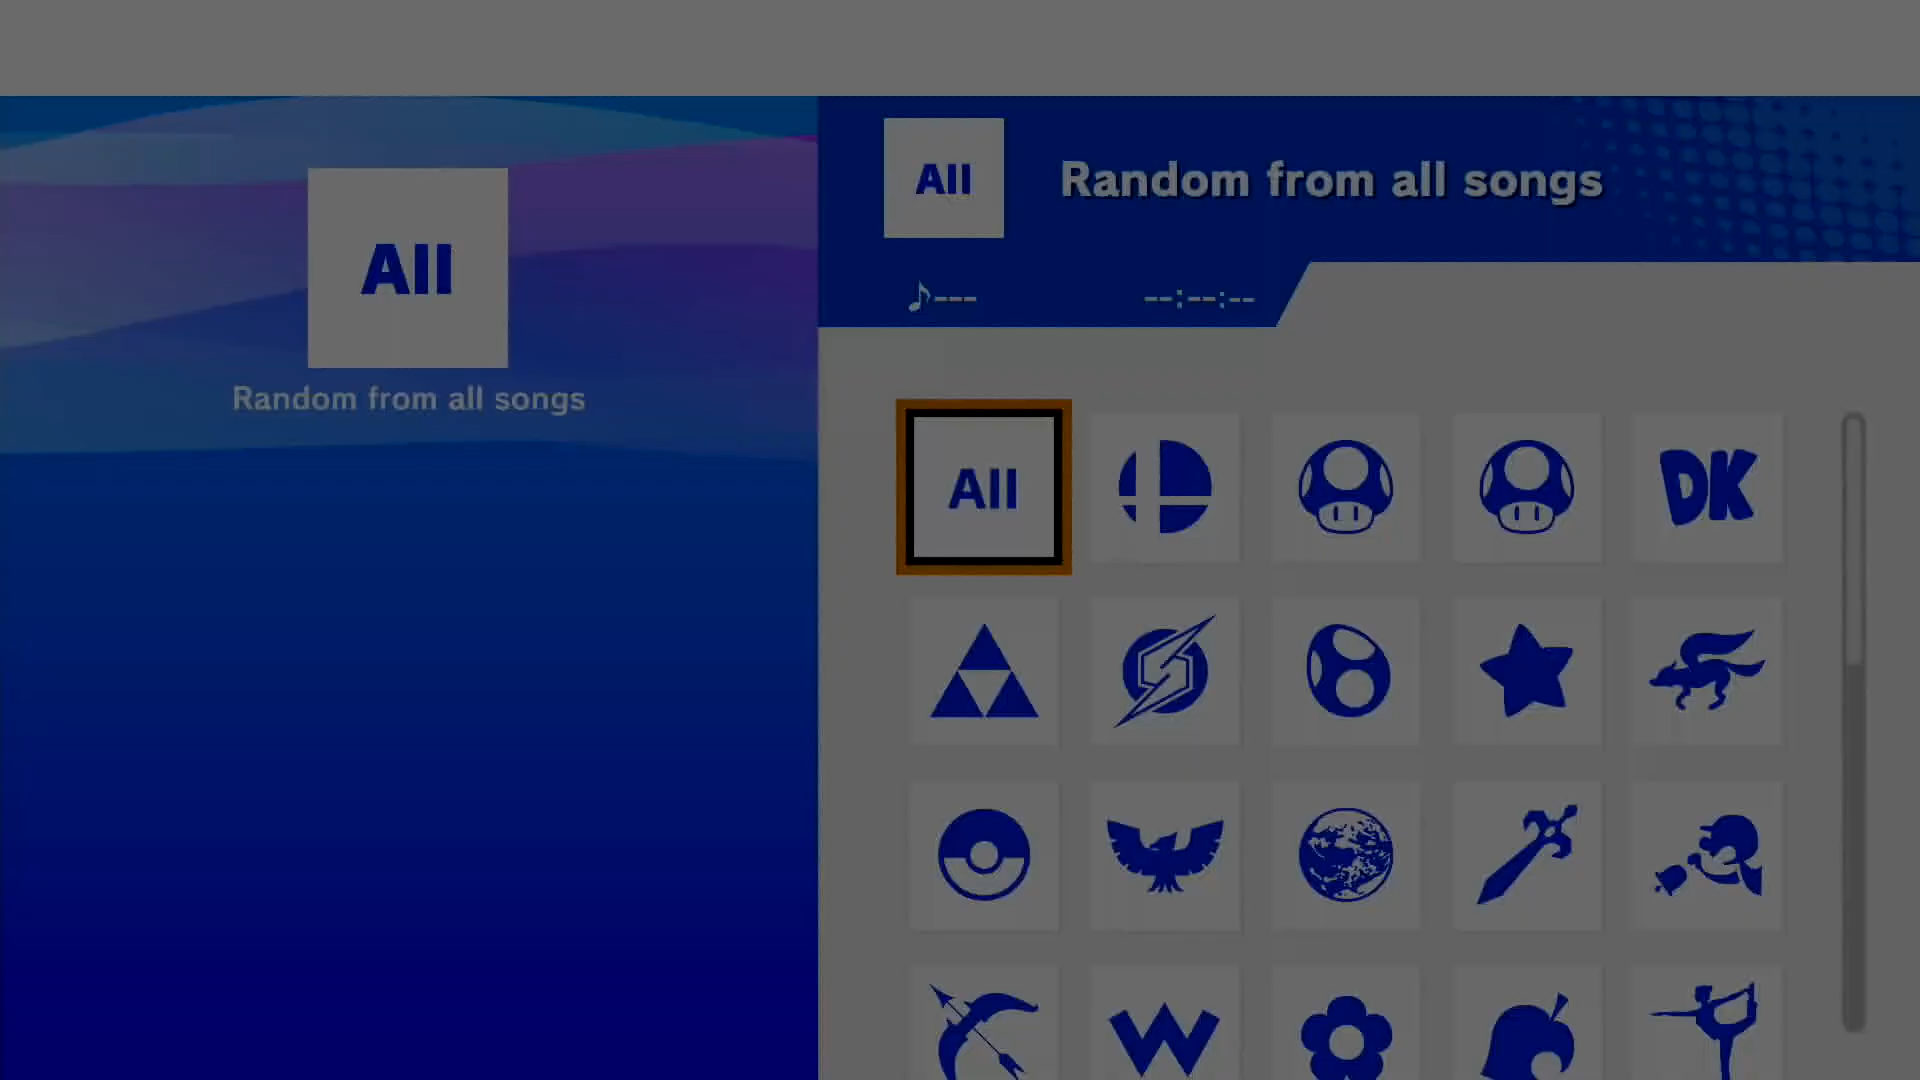 All
Random from all songs
All
Random from all songs
♪---
--:--:--
All
DK
W